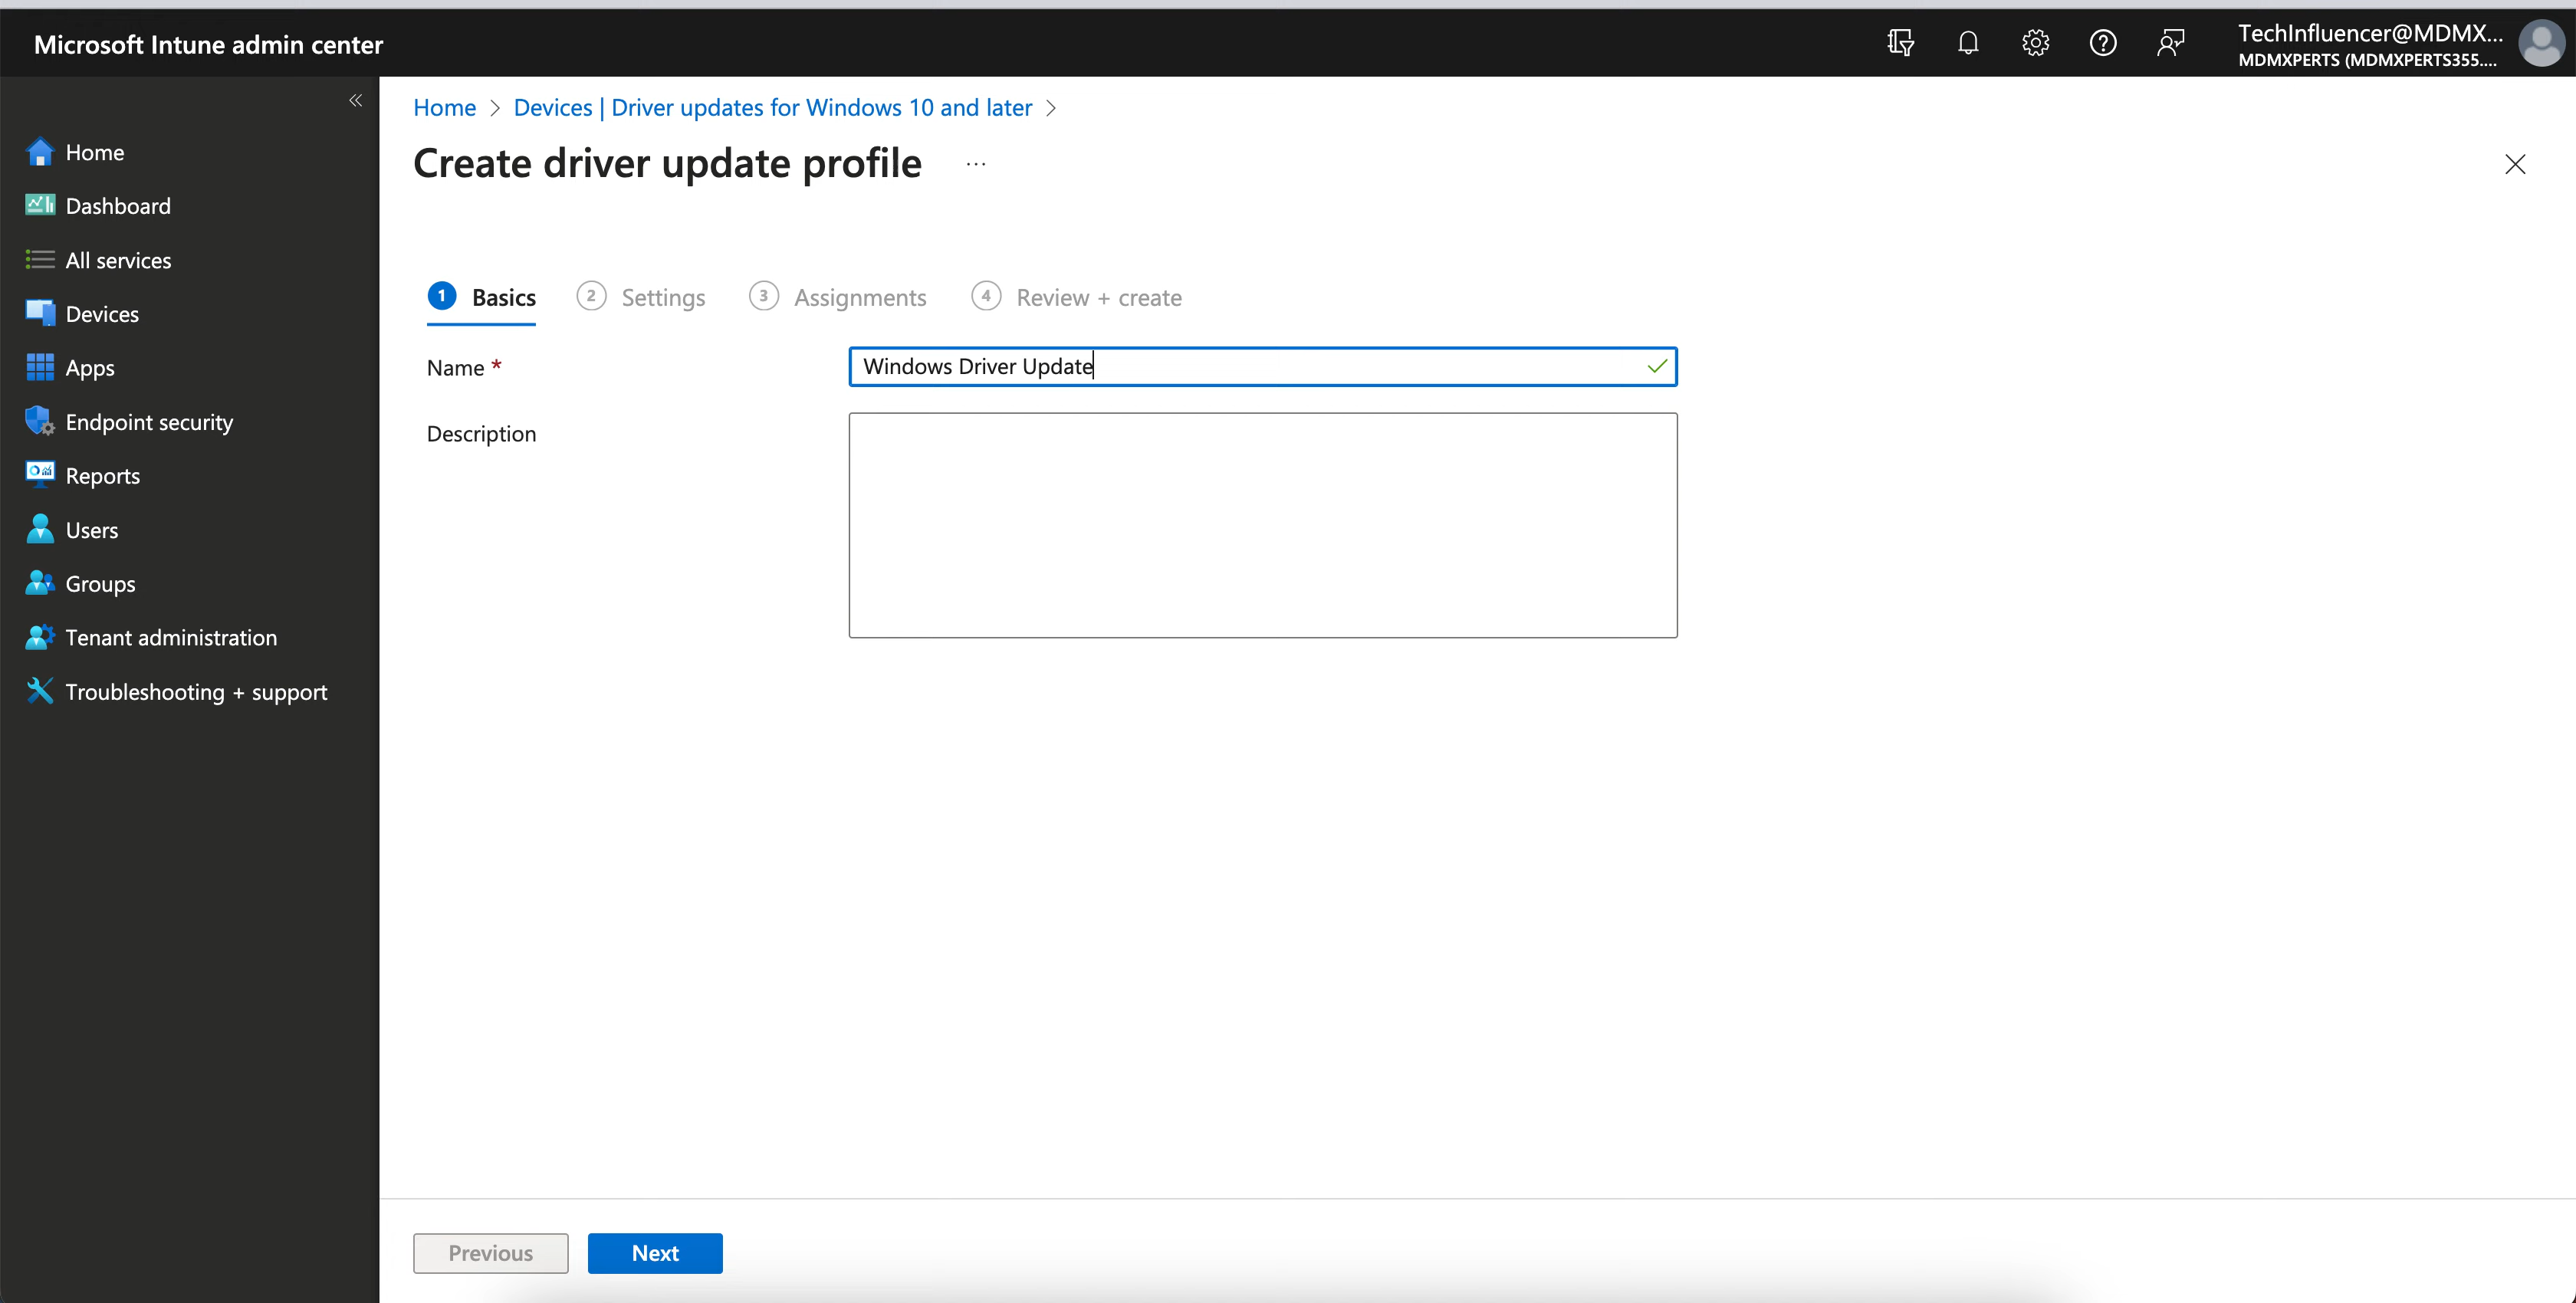 Microsoft Intune admin center
TechInfluencer@MDMX...
MDMXPERTS (MDMXPERTS355....
Home
Dashboard
All services
Devices
Apps
Endpoint security
Reports
Users
Groups
Tenant administration
Troubleshooting + support
Home > Devices | Driver updates for Windows 10 and later >
Create driver update profile ...
1 Basics 2 Settings 3 Assignments 4 Review + create
Name * Windows Driver Update
Description
Previous Next